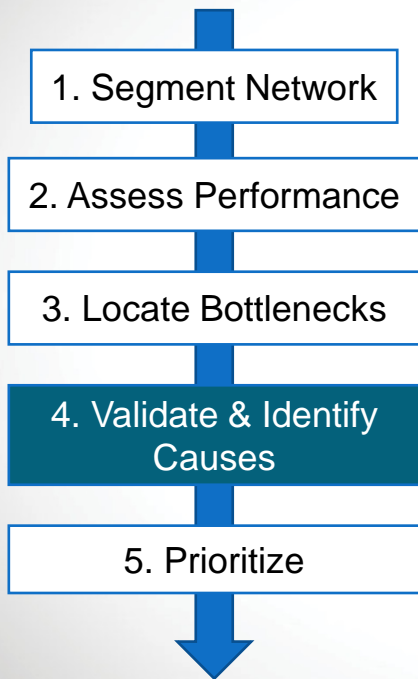 1. Segment Network
2. Assess Performance
3. Locate Bottlenecks
4. Validate & Identify
Causes
5. Prioritize